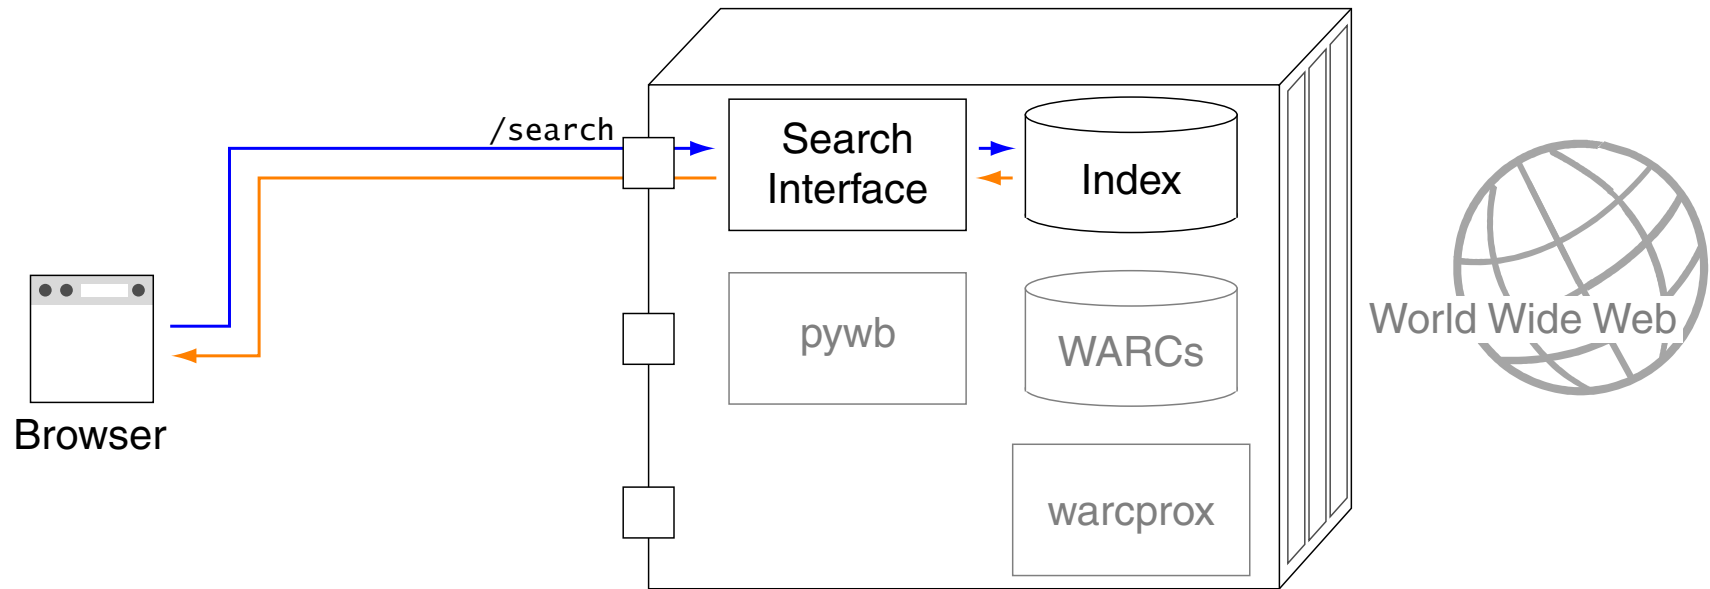 /search
Search
Interface
Index
pywb
WARCs
World Wide Web
Browser
warcprox